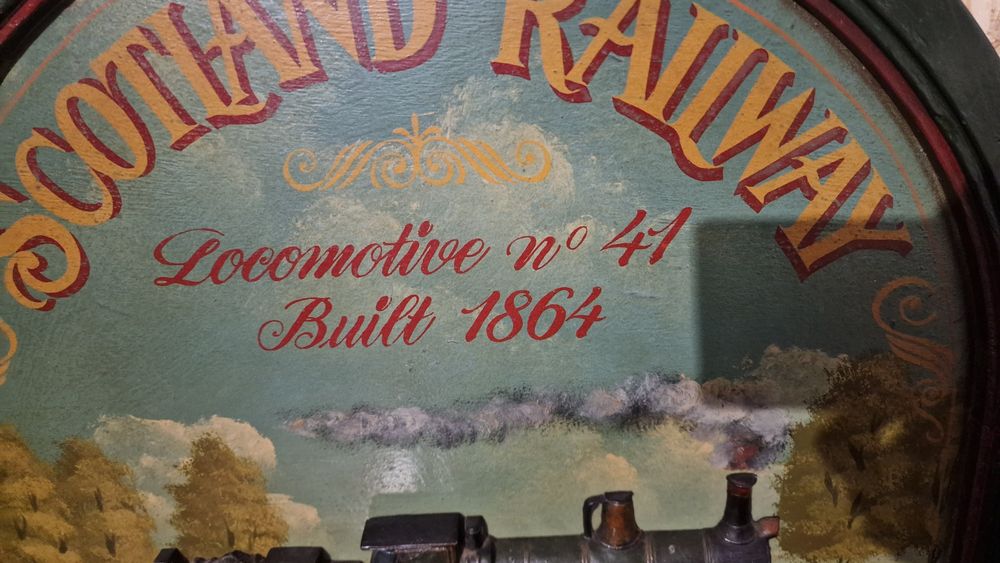 SCOTLAND RAILWAY
Locomotive nº 41
Built 1864